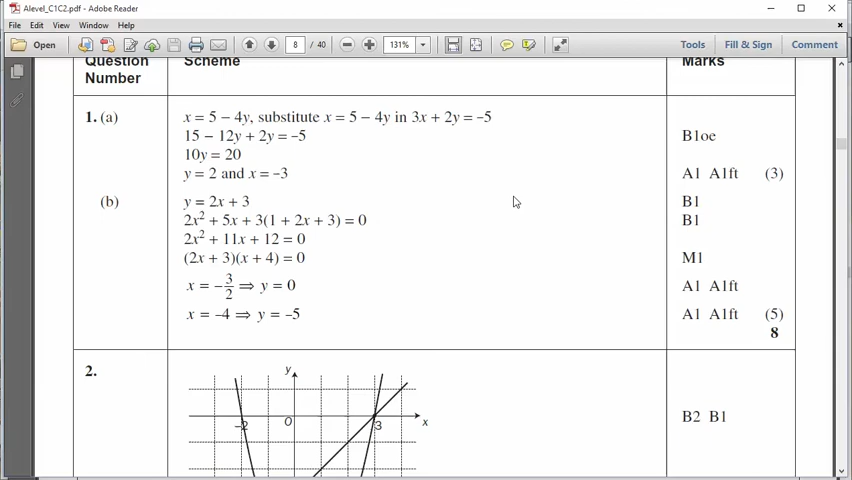 Alevel_C1C2.pdf - Adobe Reader
File Edit View Window Help
Open 8 / 40 131% Tools Fill & Sign Comment
Question Scheme Marks
Number
1. (a) x = 5 – 4y, substitute x = 5 – 4y in 3x + 2y = –5
15 – 12y + 2y = –5 B1oe
10y = 20
y = 2 and x = –3 A1 A1ft (3)
(b) y = 2x + 3 B1
2x² + 5x + 3(1 + 2x + 3) = 0 B1
2x² + 11x + 12 = 0
(2x + 3)(x + 4) = 0 M1
x = –3/2 ⇒ y = 0 A1 A1ft
x = –4 ⇒ y = –5 A1 A1ft (5)
8
2. y
–2 O 3 x B2 B1